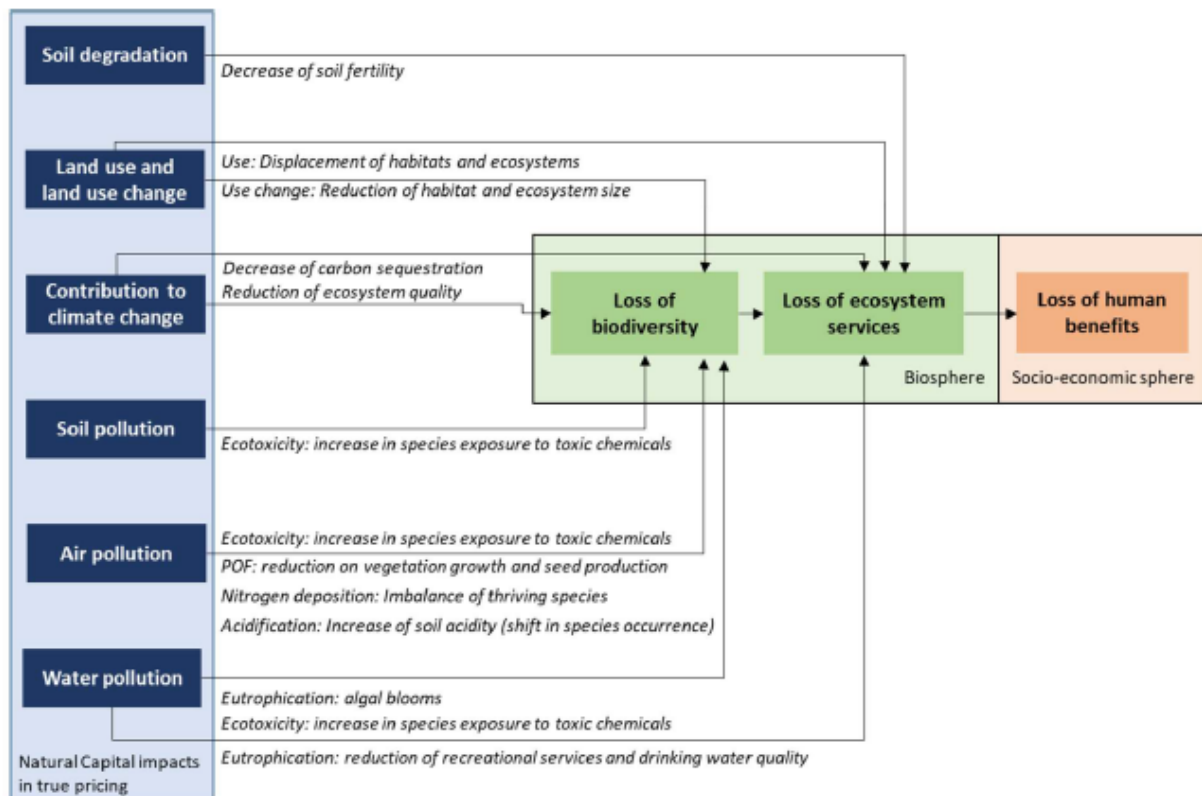 Soil degradation
Decrease of soil fertility
Land use and
land use change
Use: Displacement of habitats and ecosystems
Use change: Reduction of habitat and ecosystem size
Contribution to
climate change
Decrease of carbon sequestration
Reduction of ecosystem quality
Loss of
biodiversity
Loss of ecosystem
services
Loss of human
benefits
Biosphere
Socio-economic sphere
Soil pollution
Ecotoxicity: increase in species exposure to toxic chemicals
Air pollution
Ecotoxicity: increase in species exposure to toxic chemicals
POF: reduction on vegetation growth and seed production
Nitrogen deposition: Imbalance of thriving species
Acidification: Increase of soil acidity (shift in species occurrence)
Water pollution
Eutrophication: algal blooms
Ecotoxicity: increase in species exposure to toxic chemicals
Eutrophication: reduction of recreational services and drinking water quality
Natural Capital impacts
in true pricing